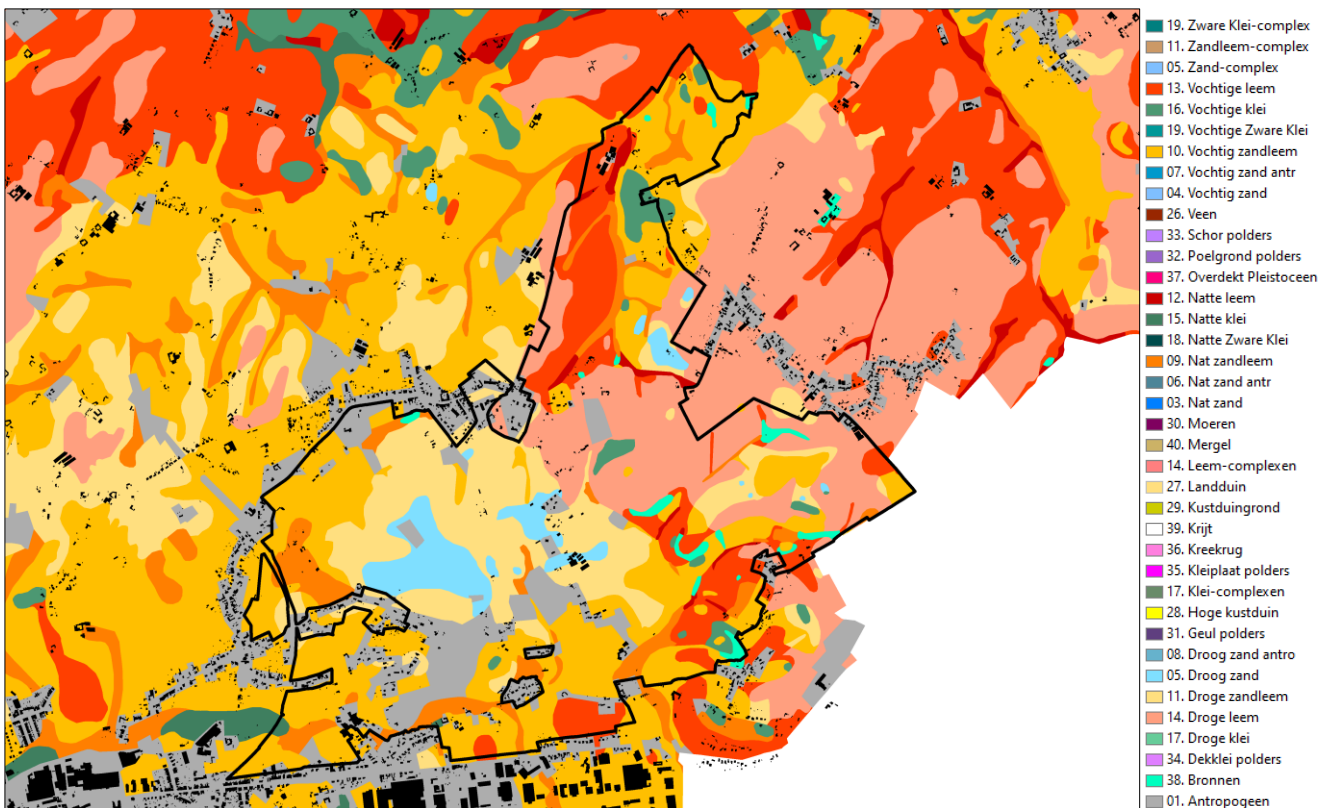 19. Zware Klei-complex
11. Zandleem-complex
05. Zand-complex
13. Vochtige leem
16. Vochtige klei
19. Vochtige Zware Klei
10. Vochtig zandleem
07. Vochtig zand antr
04. Vochtig zand
26. Veen
33. Schor polders
32. Poelgrond polders
37. Overdekt Pleistoceen
12. Natte leem
15. Natte klei
18. Natte Zware Klei
09. Nat zandleem
06. Nat zand antr
03. Nat zand
30. Moeren
40. Mergel
14. Leem-complexen
27. Landduin
29. Kustduingrond
39. Krijt
36. Kreekrug
35. Kleiplaat polders
17. Klei-complexen
28. Hoge kustduin
31. Geul polders
08. Droog zand antro
05. Droog zand
11. Droge zandleem
14. Droge leem
17. Droge klei
34. Dekklei polders
38. Bronnen
01. Antropogeen